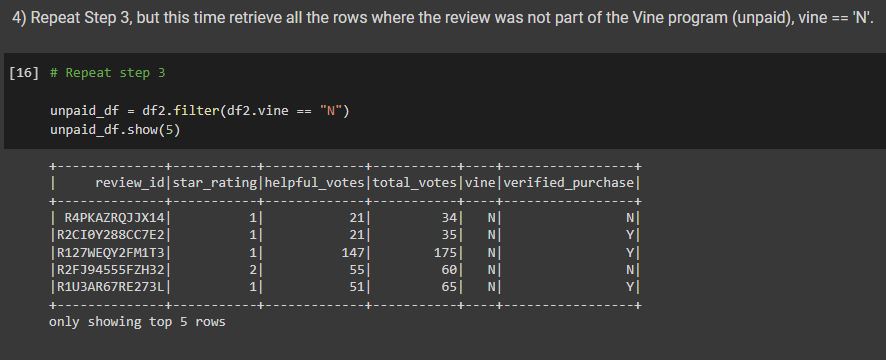 4) Repeat Step 3, but this time retrieve all the rows where the review was not part of the Vine program (unpaid), vine == 'N'.
[16] # Repeat step 3
unpaid_df = df2.filter(df2.vine == "N")
unpaid_df.show(5)
+--------------+-----------+-------------+-----------+----+-----------------+
|     review_id|star_rating|helpful_votes|total_votes|vine|verified_purchase|
+--------------+-----------+-------------+-----------+----+-----------------+
| R4PKAZRQJJX14|          1|           21|         34|   N|                N|
|R2CI0Y288CC7E2|          1|           21|         35|   N|                Y|
|R127WEQY2FM1T3|          1|          147|        175|   N|                Y|
|R2FJ94555FZH32|          2|           55|         60|   N|                N|
|R1U3AR67RE273L|          1|           51|         65|   N|                Y|
+--------------+-----------+-------------+-----------+----+-----------------+
only showing top 5 rows